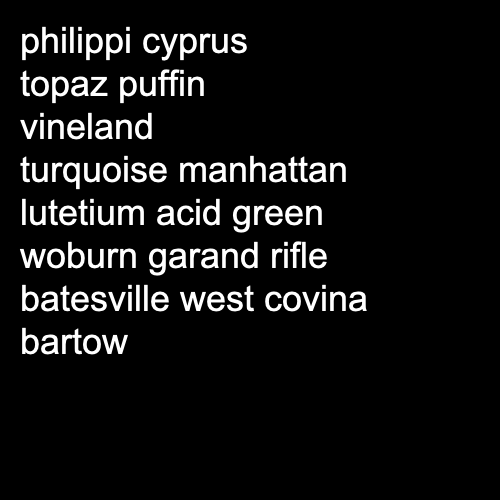 philippi cyprus
topaz puffin
vineland
turquoise manhattan
lutetium acid green
woburn garand rifle
batesville west covina
bartow